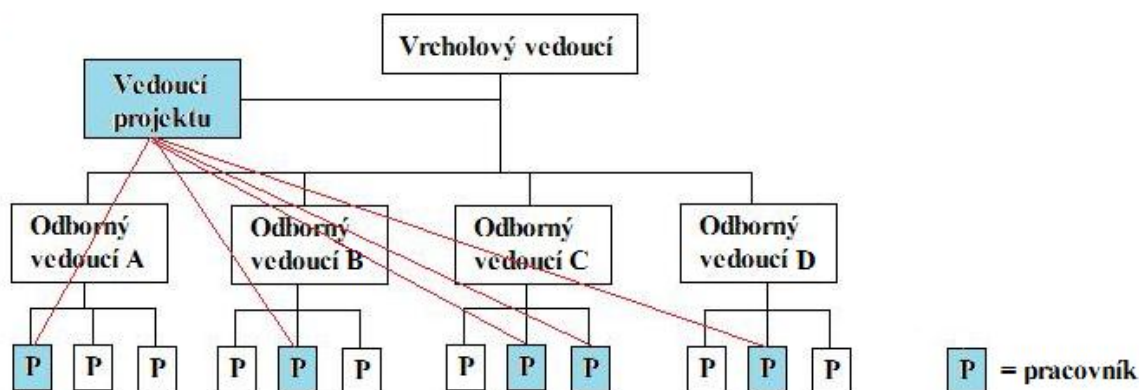 Vrcholový vedoucí
Vedoucí
projektu
Odborný
vedoucí A
Odborný
vedoucí B
Odborný
vedoucí C
Odborný
vedoucí D
P P P P P P P P P P P P P = pracovník